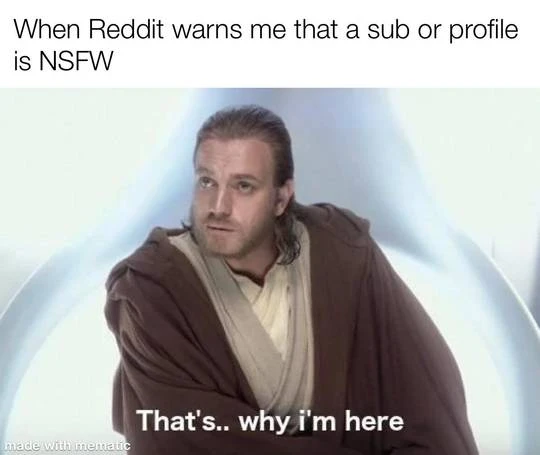 When Reddit warns me that a sub or profile
is NSFW
That's.. why i'm here
made with mematic